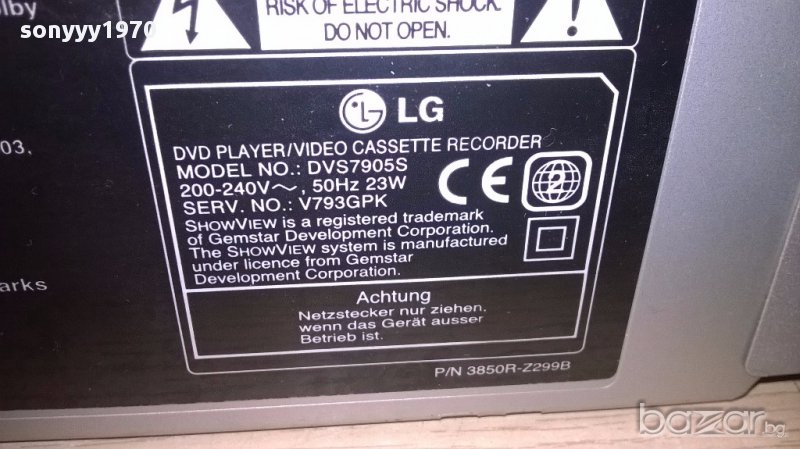 olby
sonyyy1970
RISK OF ELECTRIC SHOCK
DO NOT OPEN.
LG
DVD PLAYER/VIDEO CASSETTE RECORDER
MODEL NO.: DVS7905S
200-240V~, 50Hz 23W
SERV. NO.: V793GPK
CE
2
SHOWVIEW is a registered trademark
of Gemstar Development Corporation.
The SHOWVIEW system is manufactured
under licence from Gemstar
Development Corporation.
03.
arks
Achtung
Netzstecker nur ziehen,
wenn das Gerät ausser
Betrieb ist.
P/N 3850R-Z299B
bazar.bg